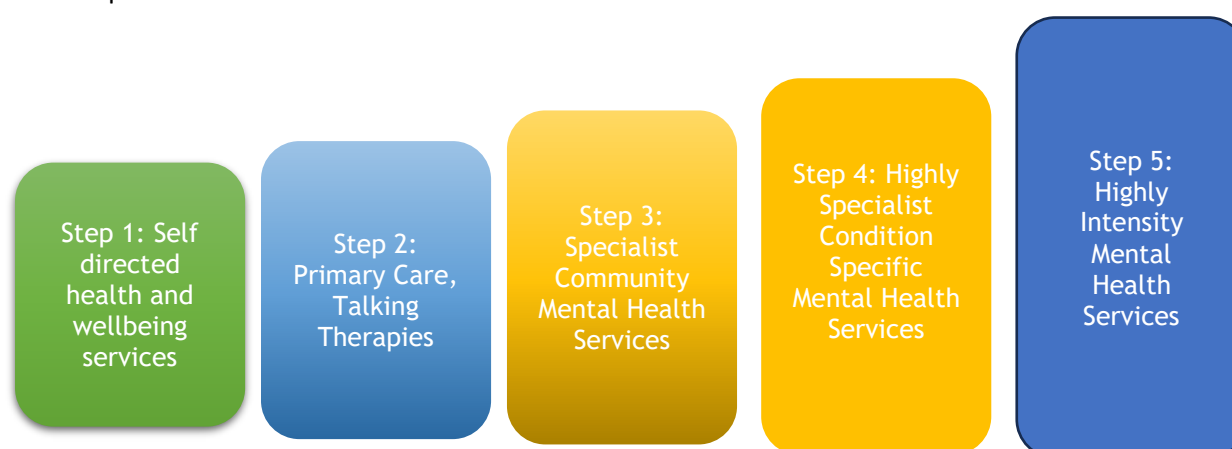 Step 1: Self
directed
health and
wellbeing
services
Step 2:
Primary Care,
Talking
Therapies
Step 3:
Specialist
Community
Mental Health
Services
Step 4: Highly
Specialist
Condition
Specific
Mental Health
Services
Step 5:
Highly
Intensity
Mental
Health
Services